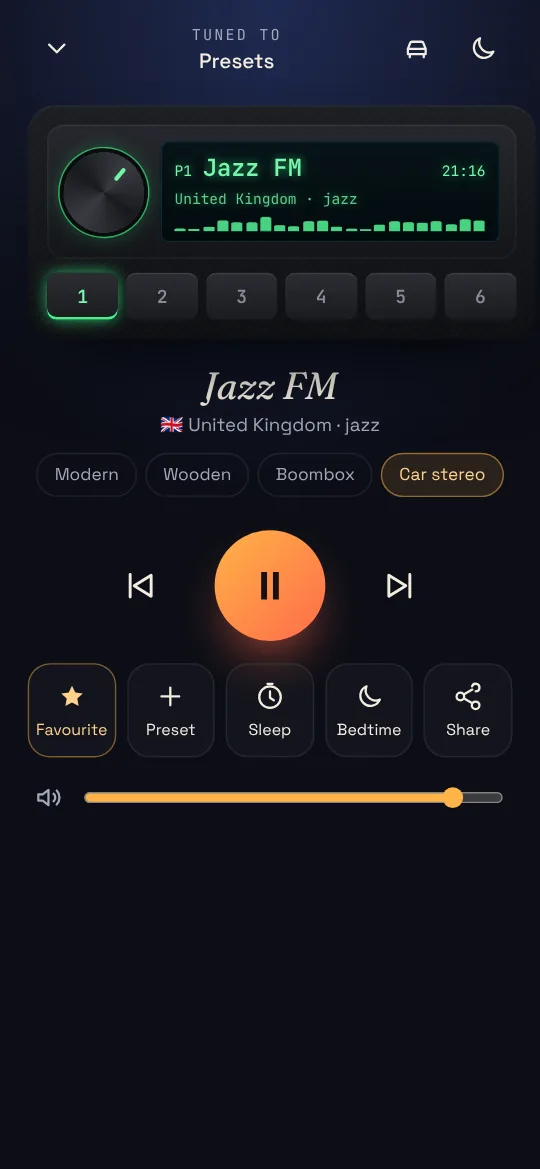 TUNED TO
Presets
P1 Jazz FM 21:16
United Kingdom · jazz
1 2 3 4 5 6
Jazz FM
🇬🇧 United Kingdom · jazz
Modern Wooden Boombox Car stereo
Favourite Preset Sleep Bedtime Share